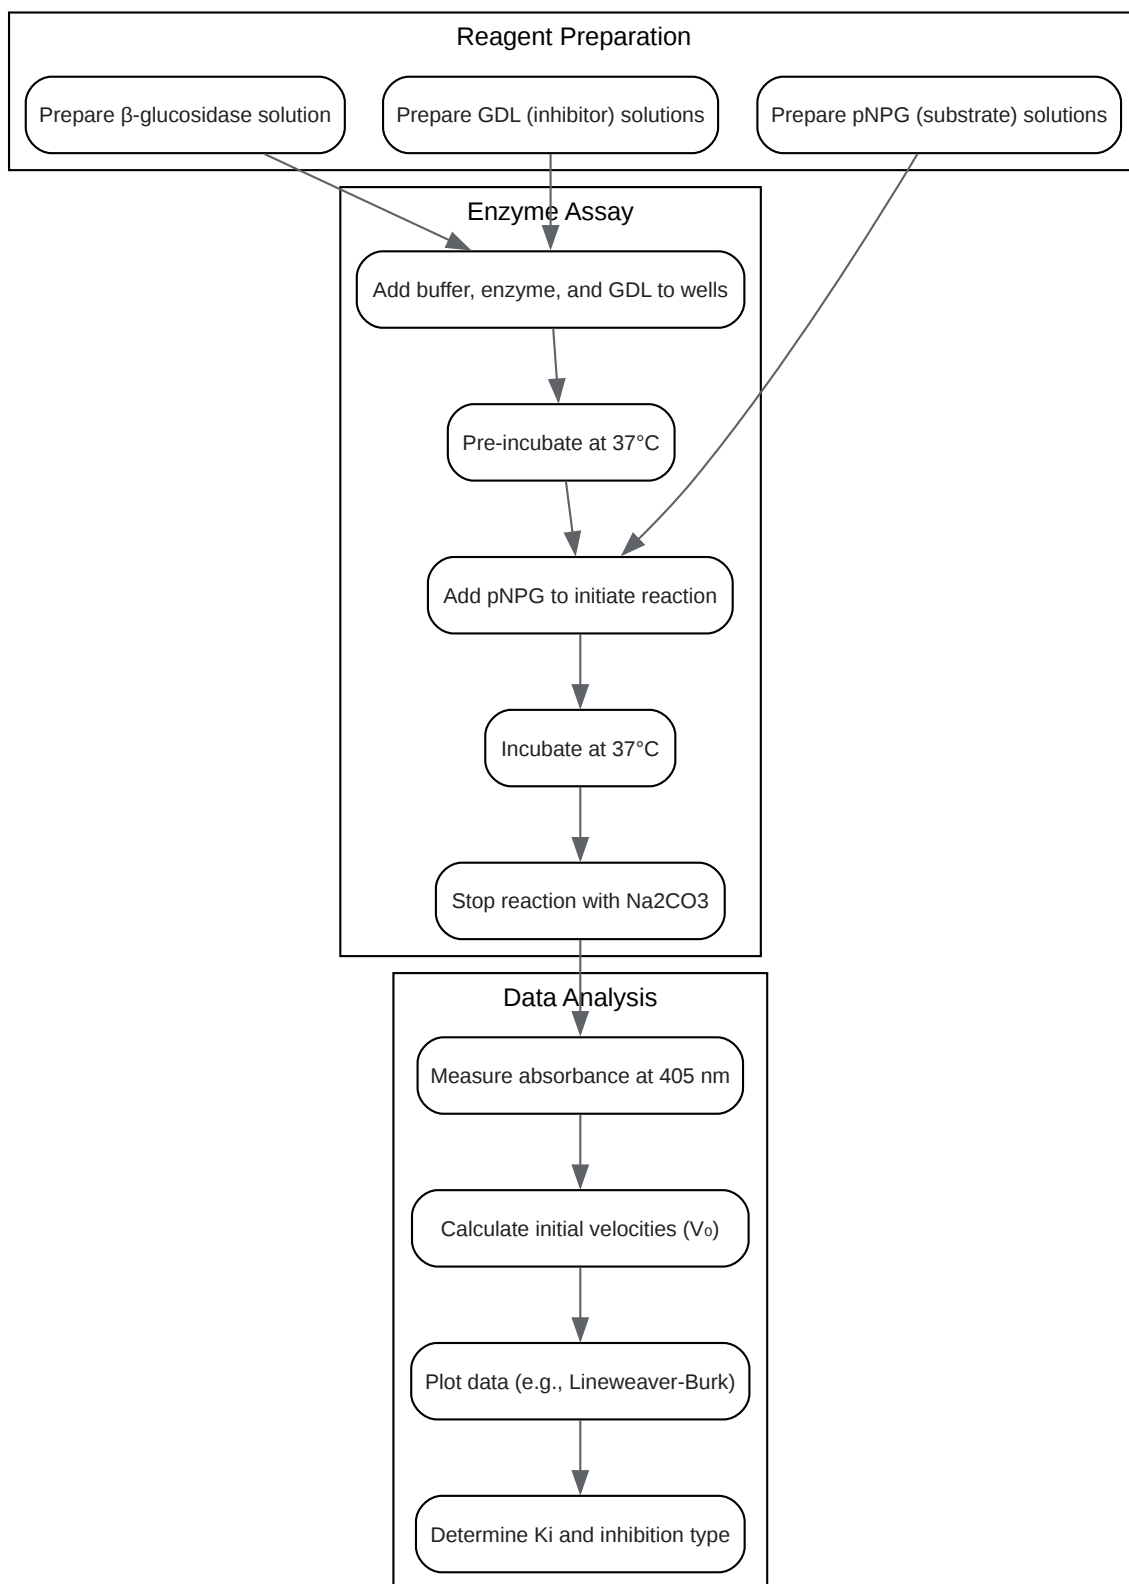 Reagent Preparation
Prepare β-glucosidase solution
Prepare GDL (inhibitor) solutions
Prepare pNPG (substrate) solutions
Enzyme Assay
Add buffer, enzyme, and GDL to wells
Pre-incubate at 37°C
Add pNPG to initiate reaction
Incubate at 37°C
Stop reaction with Na2CO3
Data Analysis
Measure absorbance at 405 nm
Calculate initial velocities (V₀)
Plot data (e.g., Lineweaver-Burk)
Determine Ki and inhibition type